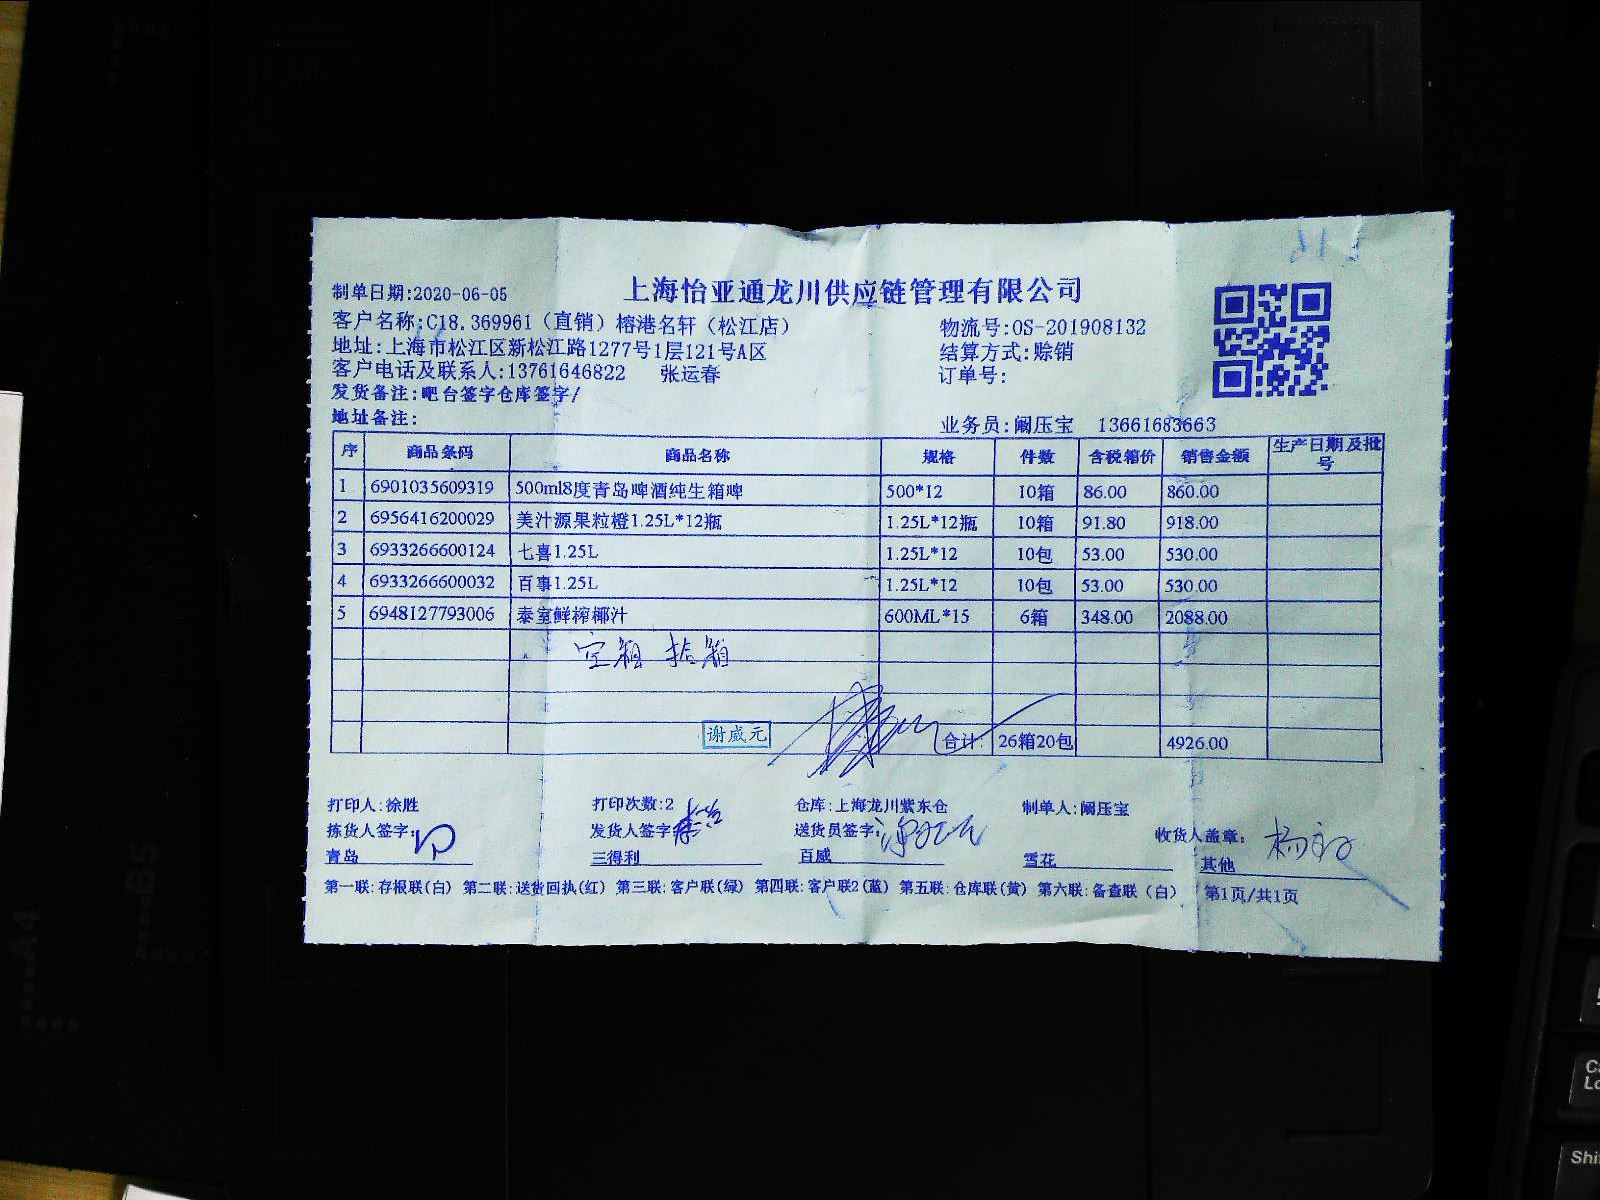 上海怡亚通龙川供应链管理有限公司
制单日期:2020-06-05
客户名称:C18.369961（直销）榕港名轩（松江店） 物流号:OS-201908132
地址:上海市松江区新松江路1277号1层121号A区 结算方式:赊销
客户电话及联系人:13761646822 张运春 订单号:
发货备注:吧台签字仓库签字/
地址备注: 业务员:阚压宝 13661683663
序 商品条码 商品名称 规格 件数 含税箱价 销售金额 生产日期及批号
1 6901035609319 500ml8度青岛啤酒纯生箱啤 500*12 10箱 86.00 860.00
2 6956416200029 美汁源果粒橙1.25L*12瓶 1.25L*12瓶 10箱 91.80 918.00
3 6933266600124 七喜1.25L 1.25L*12 10包 53.00 530.00
4 6933266600032 百事1.25L 1.25L*12 10包 53.00 530.00
5 6948127793006 泰室鲜榨椰汁 600ML*15 6箱 348.00 2088.00
空箱 拾箱
谢威元 合计: 26箱20包 4926.00
打印人:徐胜 打印次数:2 仓库:上海龙川紫东仓 制单人:阚压宝
拣货人签字: 发货人签字: 送货员签字: 收货人盖章:
青岛 三得利 百威 雪花 其他
第一联:存根联(白) 第二联:送货回执(红) 第三联:客户联(绿) 第四联:客户联2(蓝) 第五联:仓库联(黄) 第六联:备查联（白） 第1页/共1页
A4
B5
Shi